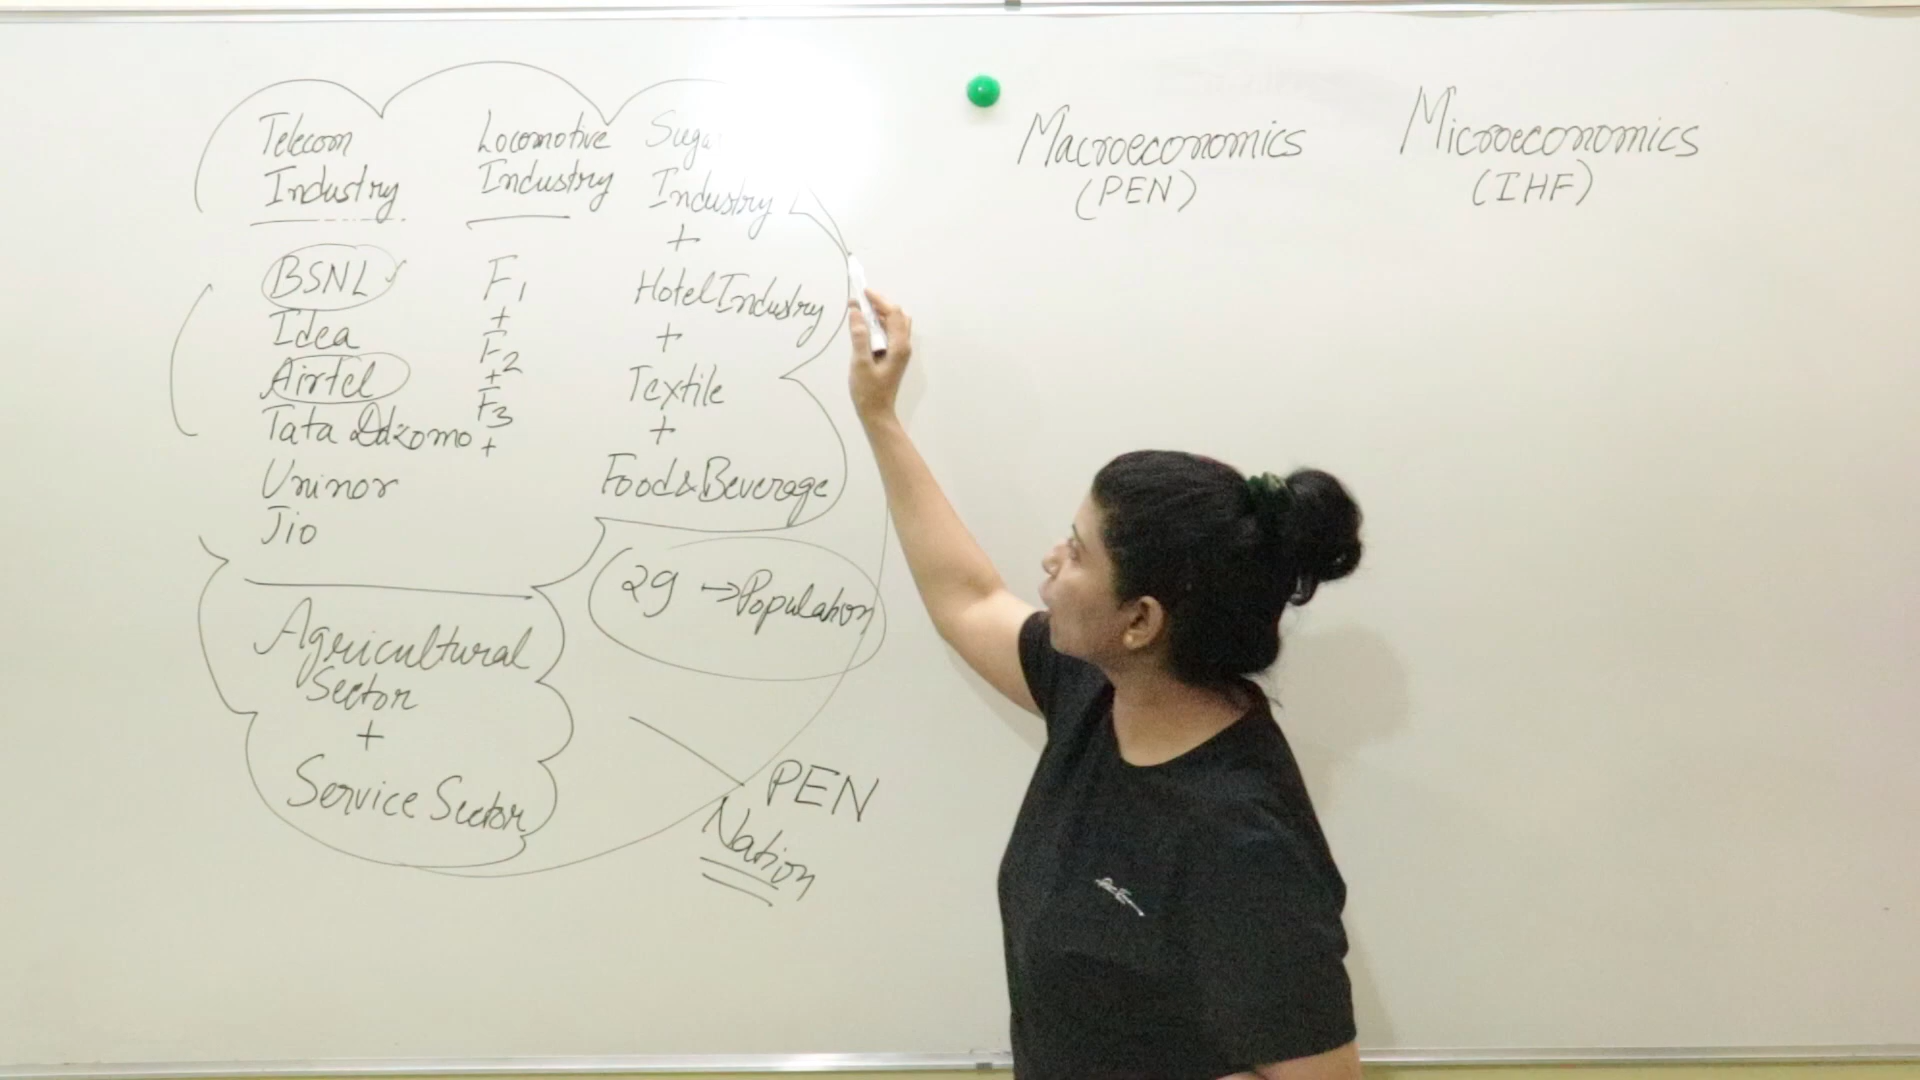 Telecom
Industry
BSNL
Idea
Airtel
Tata Docomo
Uninor
Jio
Locomotive
Industry
F1
+
F2
+
F3
+
Suga
Industry
+
Hotel Industry
+
Textile
+
Food & Beverage
Agricultural
Sector
+
Service Sector
29 → Population
PEN
Nation
Macroeconomics
(PEN)
Microeconomics
(IHF)